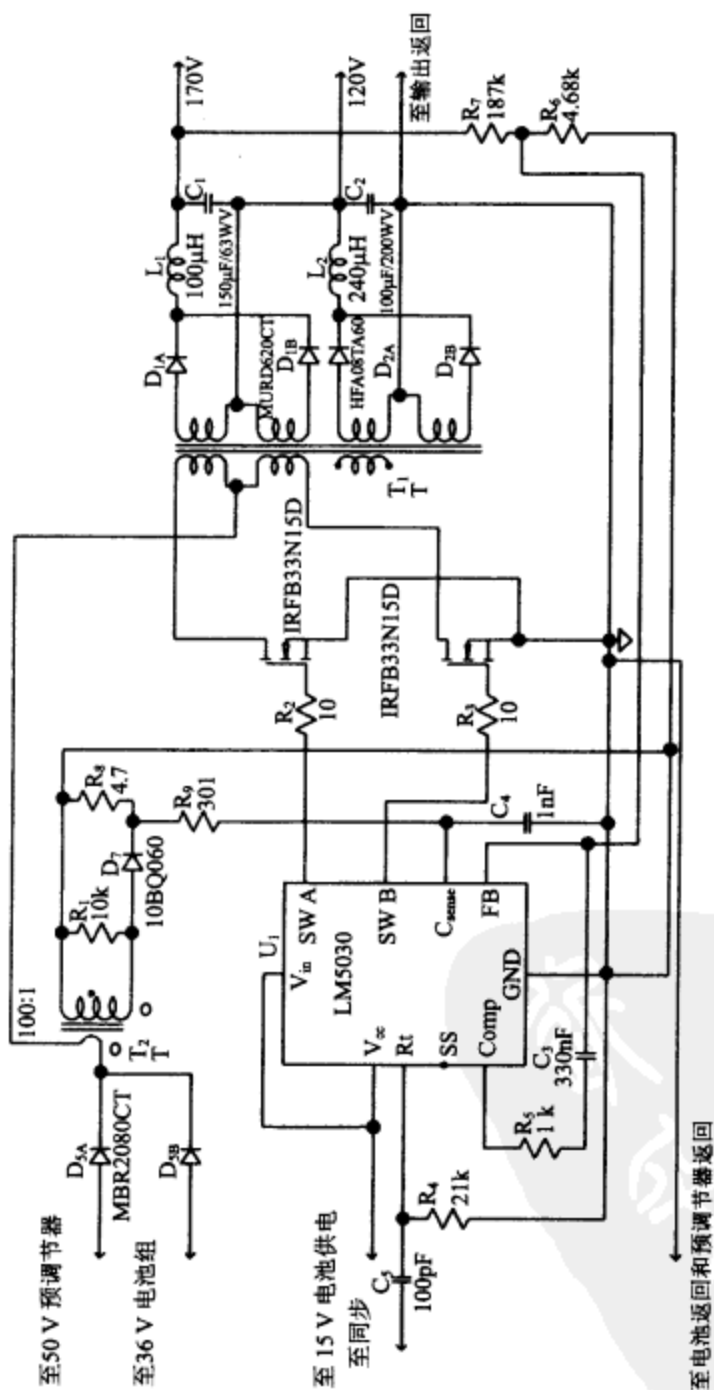 至50 V 预调节器
至36 V 电池组
至 15 V 电池供电
至同步
至电池返回和预调节器返回
D5A
MBR2080CT
D5B
100:1
T2
T
R1
10k
D7
10BQ060
R8
4.7
R9
301
U1
Vin
SW A
LM5030
V∞
Rt
SS
Comp
GND
SW B
Csense
FB
C5
100pF
R4
21k
R5
1 k
C3
330nF
C4
1nF
R2
10
IRFB33N15D
R3
10
IRFB33N15D
T1
T
D1A
MURD620CT
D1B
HFA08TA60
D2A
D2B
L1
100μH
150μF/63WV
C1
L2
240μH
100μF/200WV
C2
170V
120V
至输出返回
R7
187k
R6
4.68k